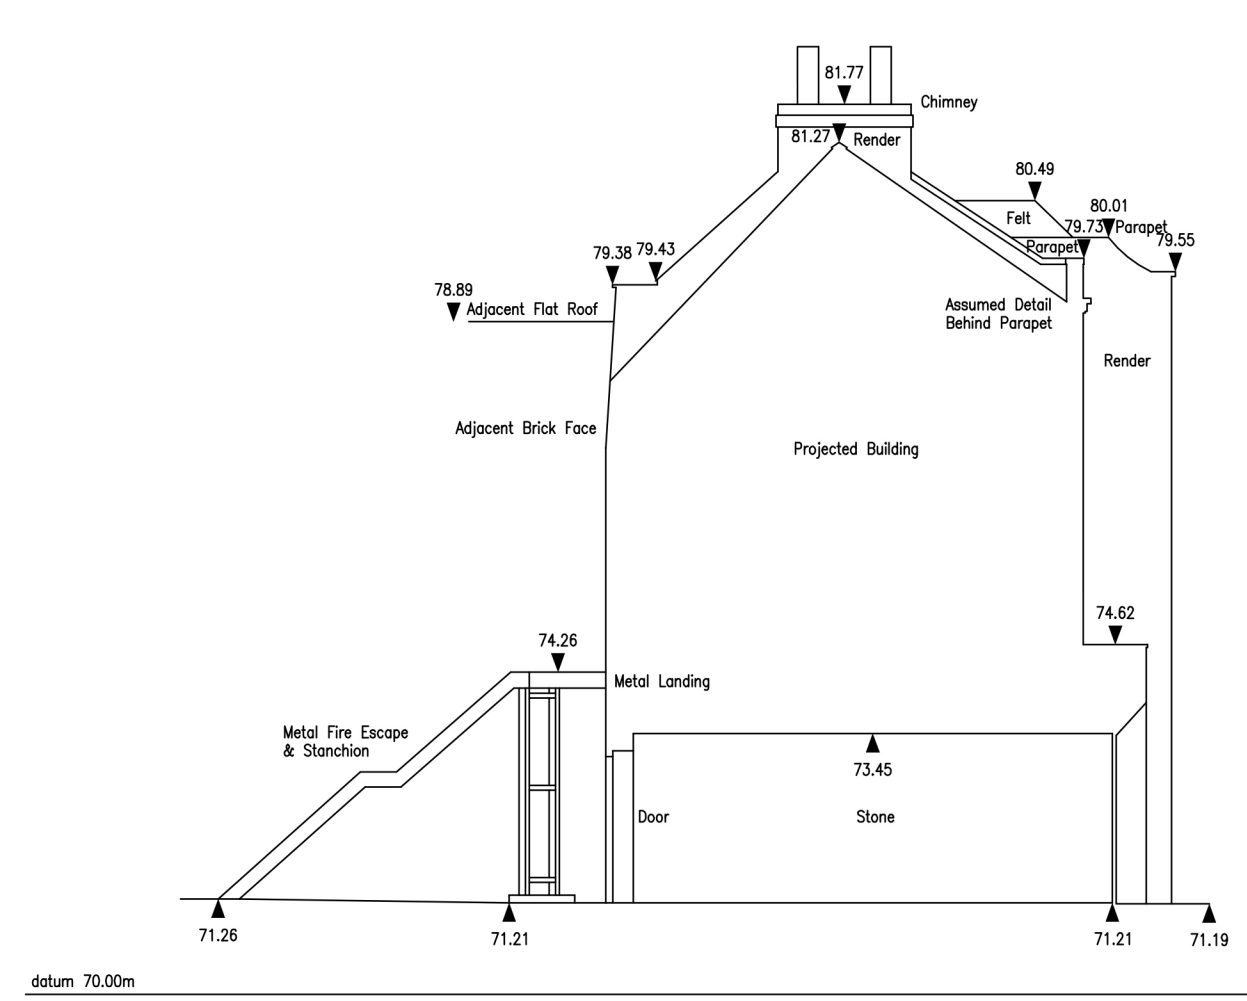 81.77
Chimney
81.27
Render
80.49
80.01
Felt
79.73
Parapet
79.55
Parapet
79.38
79.43
78.89
Adjacent Flat Roof
Assumed Detail
Behind Parapet
Render
Adjacent Brick Face
Projected Building
74.62
74.26
Metal Landing
Metal Fire Escape
& Stanchion
73.45
Door
Stone
71.26
71.21
71.21
71.19
datum 70.00m